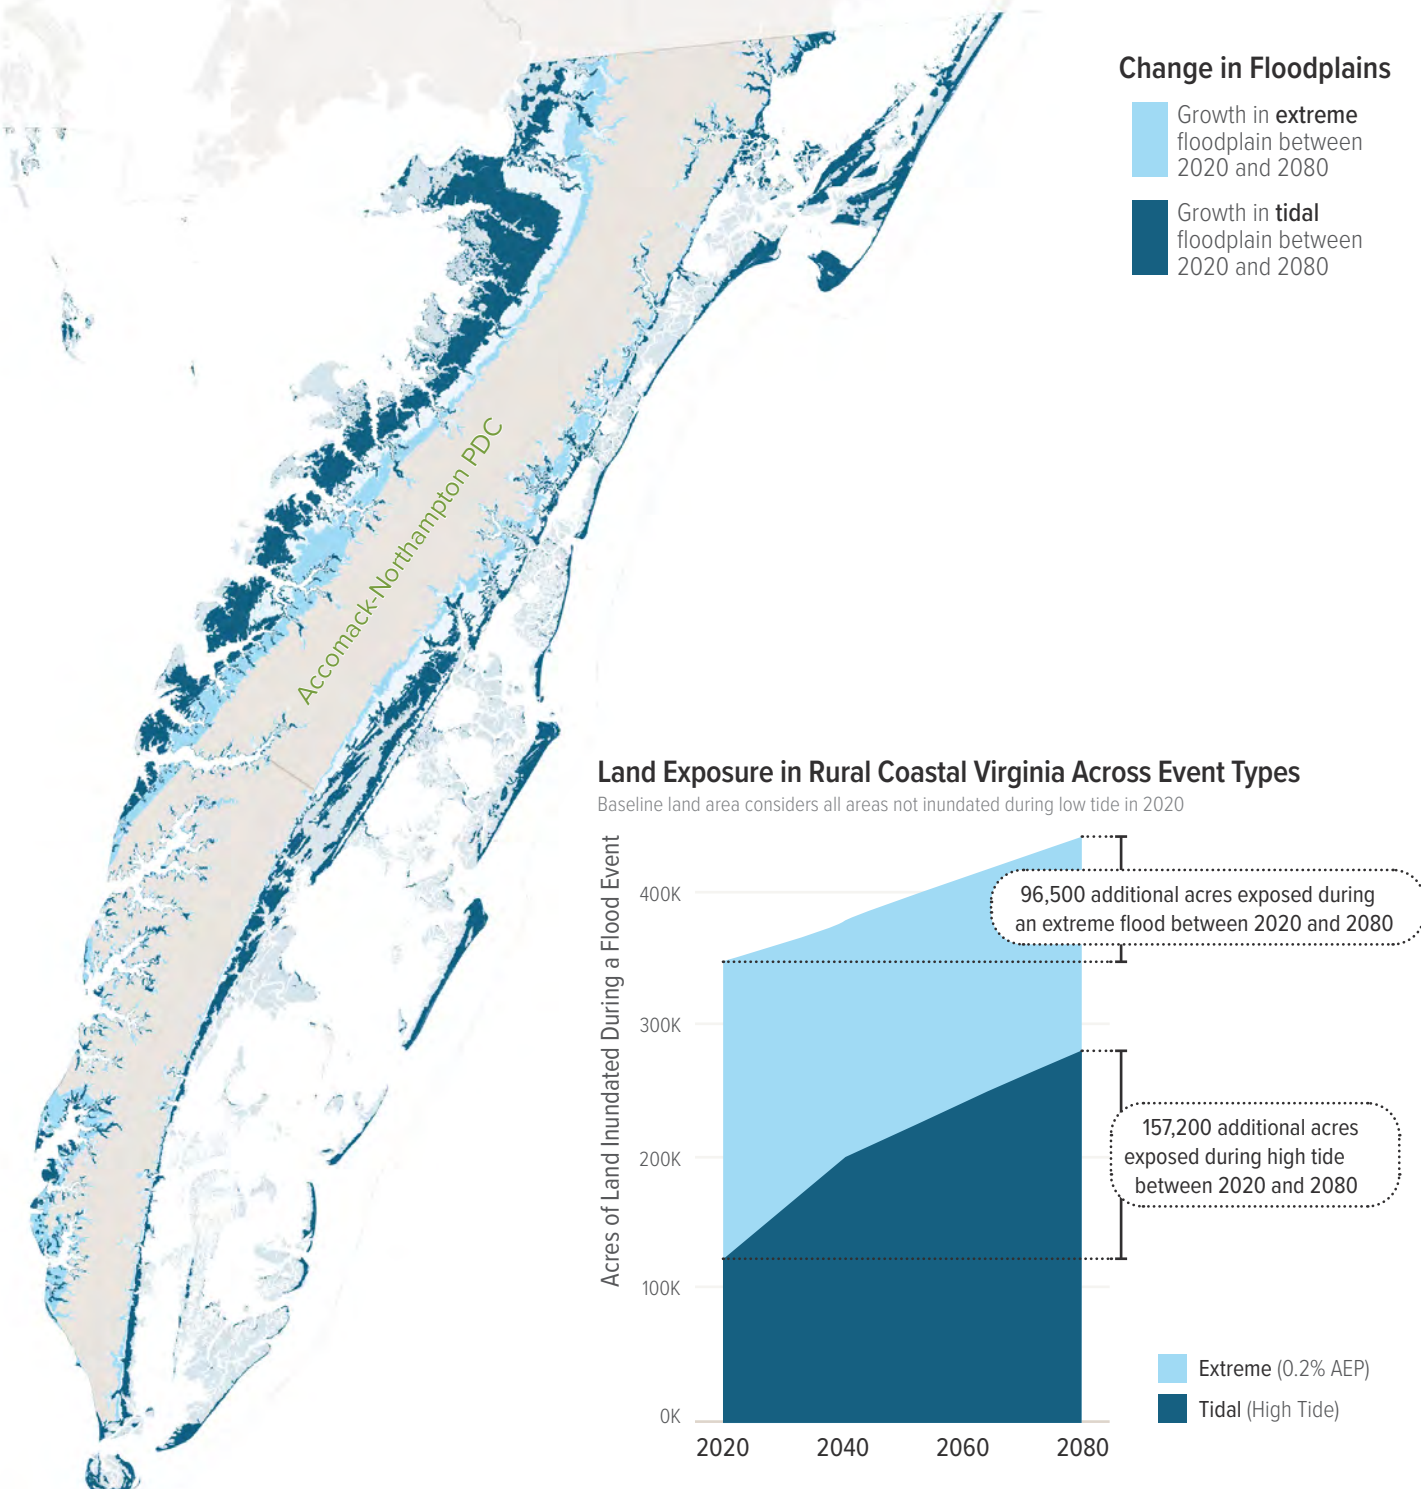 Change in Floodplains
Growth in extreme
floodplain between
2020 and 2080
Growth in tidal
floodplain between
2020 and 2080
Accomack-Northampton PDC
Land Exposure in Rural Coastal Virginia Across Event Types
Baseline land area considers all areas not inundated during low tide in 2020
Acres of Land Inundated During a Flood Event
400K
300K
200K
100K
0K
96,500 additional acres exposed during
an extreme flood between 2020 and 2080
157,200 additional acres
exposed during high tide
between 2020 and 2080
Extreme (0.2% AEP)
Tidal (High Tide)
2020 2040 2060 2080